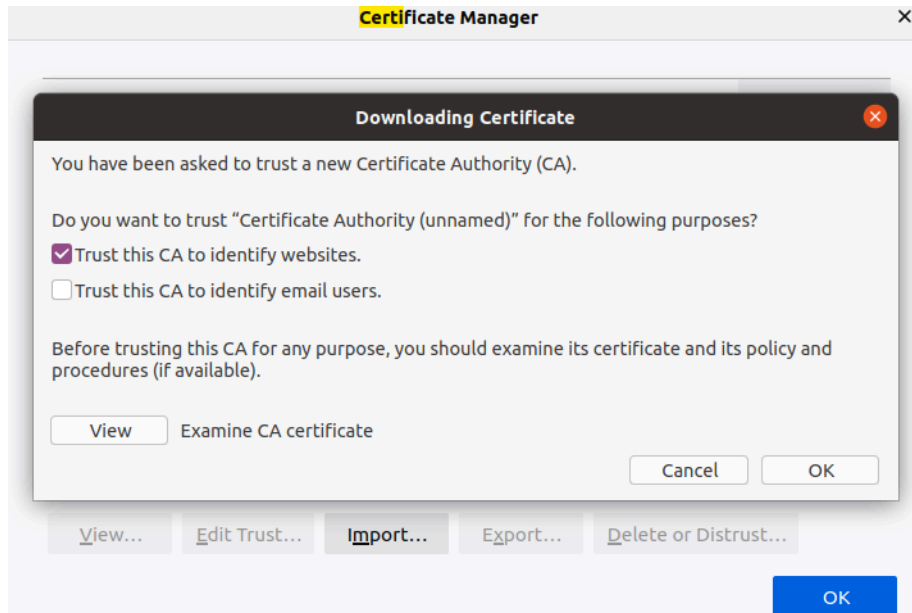 Certificate Manager
Downloading Certificate
You have been asked to trust a new Certificate Authority (CA).
Do you want to trust “Certificate Authority (unnamed)” for the following purposes?
Trust this CA to identify websites.
Trust this CA to identify email users.
Before trusting this CA for any purpose, you should examine its certificate and its policy and
procedures (if available).
View Examine CA certificate
Cancel OK
View... Edit Trust... Import... Export... Delete or Distrust...
OK